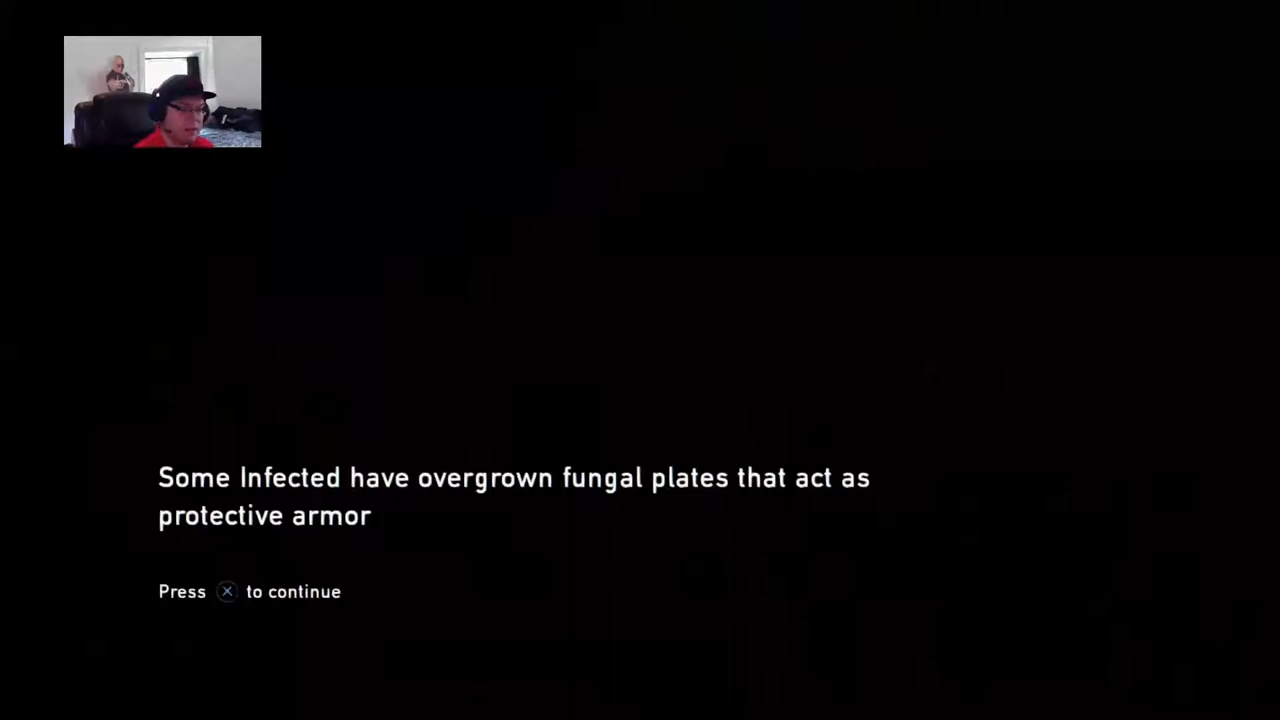 Some Infected have overgrown fungal plates that act as
protective armor
Press ⓧ to continue